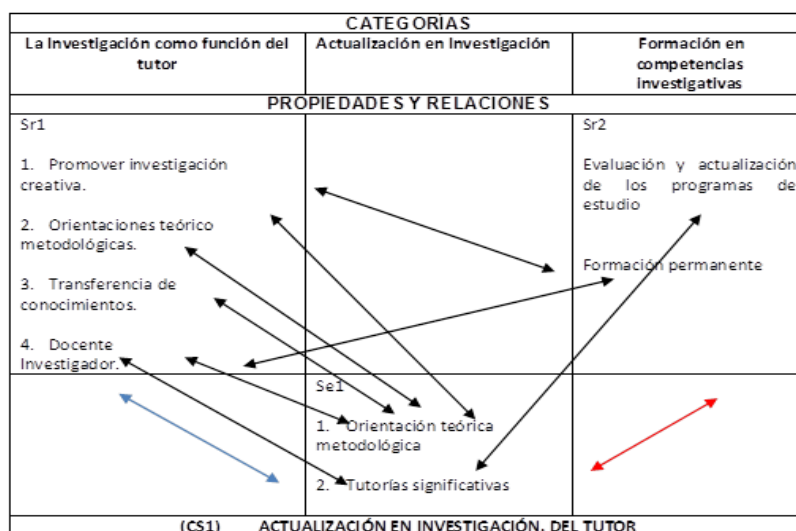 CATEGORÍAS
La Investigación como función del
tutor
Actualización en Investigación
Formación en
competencias
investigativas
PROPIEDADES Y RELACIONES
Sr1
1. Promover investigación
creativa.
2. Orientaciones teórico
metodológicas.
3. Transferencia de
conocimientos.
4. Docente
Investigador.
Sr2
Evaluación y actualización
de los programas de
estudio
Formación permanente
Se1
1. Orientación teórica
metodológica
2. Tutorías significativas
(CS1) ACTUALIZACIÓN EN INVESTIGACIÓN, DEL TUTOR